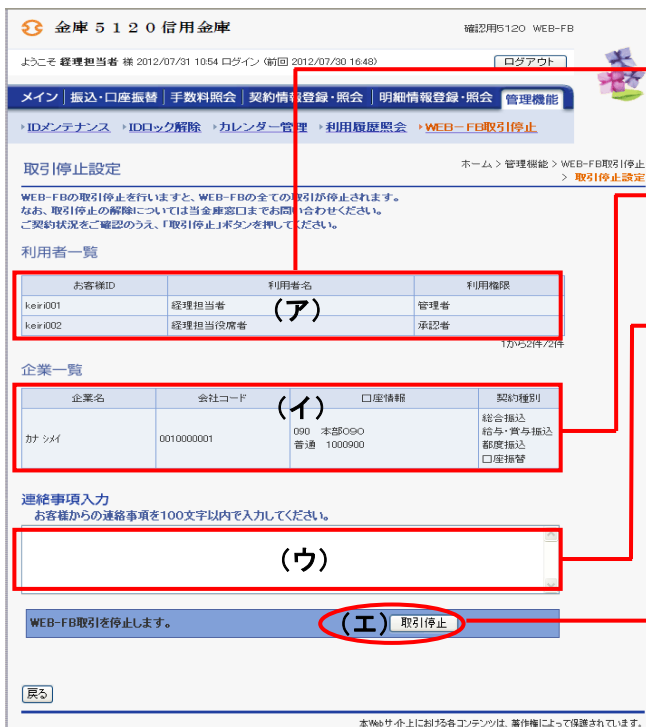 金庫5120信用金庫
確認用5120 WEB-FB
ようこそ 経理担当者 様 2012/07/31 10:54 ログイン (前回 2012/07/30 16:48)
ログアウト
メイン 振込・口座振替 手数料照会 契約情報登録・照会 明細情報登録・照会 管理機能
IDメンテナンス IDロック解除 カレンダー管理 利用履歴照会 WEB-FB取引停止
取引停止設定
ホーム > 管理機能 > WEB-FB取引停止
> 取引停止設定
WEB-FBの取引停止を行いますと、WEB-FBの全ての取引が停止されます。
なお、取引停止の解除については当金庫窓口までお問い合わせください。
ご契約状況をご確認のうえ、「取引停止」ボタンを押してください。
利用者一覧
お客様ID 利用者名 利用権限
keiri001 経理担当者 管理者
(ア)
keiri002 経理担当役席者 承認者
1から2件/2件
企業一覧
企業名 会社コード 口座情報 契約種別
(イ)
カナ シメイ 0010000001 090 本部090 総合振込
普通 1000900 給与・賞与振込
都度振込
口座振替
連絡事項入力
お客様からの連絡事項を100文字以内で入力してください。
(ウ)
WEB-FB取引を停止します。 (エ) 取引停止
戻る
本Webサイト上における各コンテンツは、著作権によって保護されています。